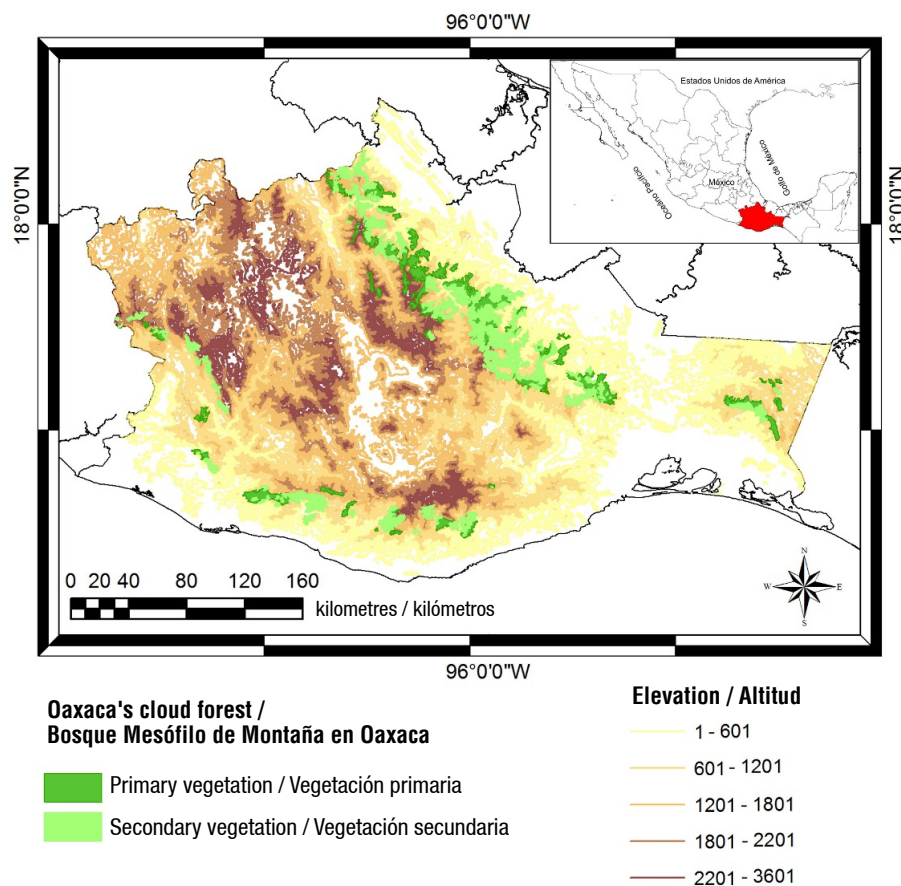 96°0'0"W
Estados Unidos de América
Golfo de México
México
Océano Pacífico
18°0'0"N
18°0'0"N
N
W
E
S
0 20 40 80 120 160
kilometres / kilómetros
96°0'0"W
Oaxaca's cloud forest /
Bosque Mesófilo de Montaña en Oaxaca
Primary vegetation / Vegetación primaria
Secondary vegetation / Vegetación secundaria
Elevation / Altitud
1 - 601
601 - 1201
1201 - 1801
1801 - 2201
2201 - 3601